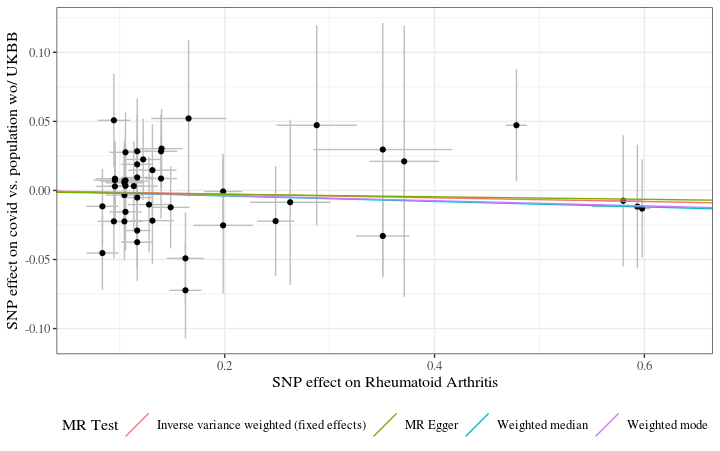 SNP effect on covid vs. population wo/ UKBB
0.10
0.05
0.00
-0.05
-0.10
0.2
0.4
0.6
SNP effect on Rheumatoid Arthritis
MR Test
Inverse variance weighted (fixed effects)
MR Egger
Weighted median
Weighted mode